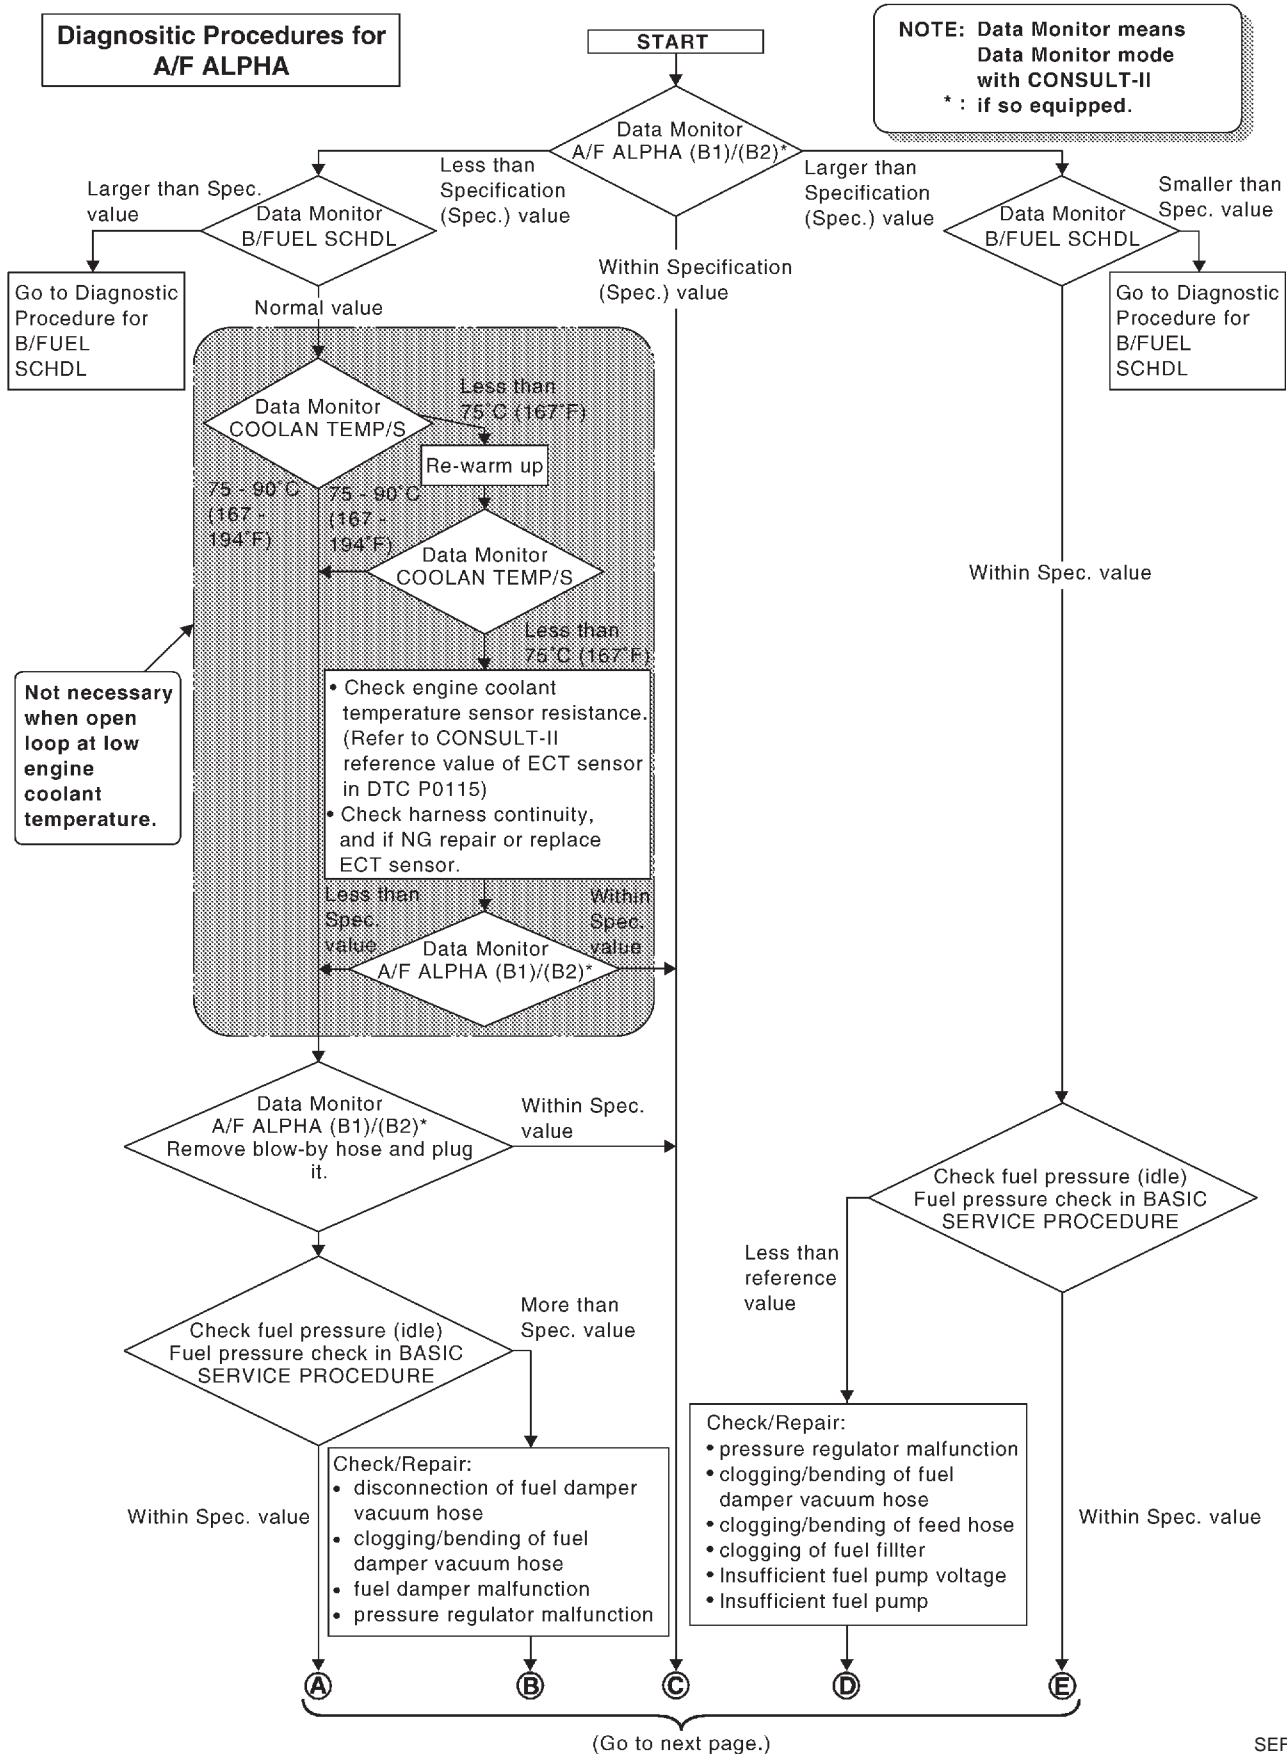 Diagnositic Procedures for
A/F ALPHA
START
NOTE: Data Monitor means
Data Monitor mode
with CONSULT-II
* : if so equipped.
Data Monitor
A/F ALPHA (B1)/(B2)*
Less than
Specification
(Spec.) value
Larger than
Specification
(Spec.) value
Within Specification
(Spec.) value
Larger than Spec.
value
Data Monitor
B/FUEL SCHDL
Smaller than
Spec. value
Data Monitor
B/FUEL SCHDL
Go to Diagnostic
Procedure for
B/FUEL
SCHDL
Normal value
Go to Diagnostic
Procedure for
B/FUEL
SCHDL
Data Monitor
COOLAN TEMP/S
Less than
75°C (167°F)
Re-warm up
75 - 90°C
(167 -
194°F)
75 - 90°C
(167 -
194°F)
Data Monitor
COOLAN TEMP/S
Within Spec. value
Less than
75°C (167°F)
Not necessary
when open
loop at low
engine
coolant
temperature.
• Check engine coolant
temperature sensor resistance.
(Refer to CONSULT-II
reference value of ECT sensor
in DTC P0115)
• Check harness continuity,
and if NG repair or replace
ECT sensor.
Less than
Spec.
value
Within
Spec.
value
Data Monitor
A/F ALPHA (B1)/(B2)*
Data Monitor
A/F ALPHA (B1)/(B2)*
Remove blow-by hose and plug
it.
Within Spec.
value
Check fuel pressure (idle)
Fuel pressure check in BASIC
SERVICE PROCEDURE
Less than
reference
value
Check fuel pressure (idle)
Fuel pressure check in BASIC
SERVICE PROCEDURE
More than
Spec. value
Within Spec. value
Check/Repair:
• disconnection of fuel damper
vacuum hose
• clogging/bending of fuel
damper vacuum hose
• fuel damper malfunction
• pressure regulator malfunction
Check/Repair:
• pressure regulator malfunction
• clogging/bending of fuel
damper vacuum hose
• clogging/bending of feed hose
• clogging of fuel fillter
• Insufficient fuel pump voltage
• Insufficient fuel pump
Within Spec. value
A B C D E
(Go to next page.)
SEF